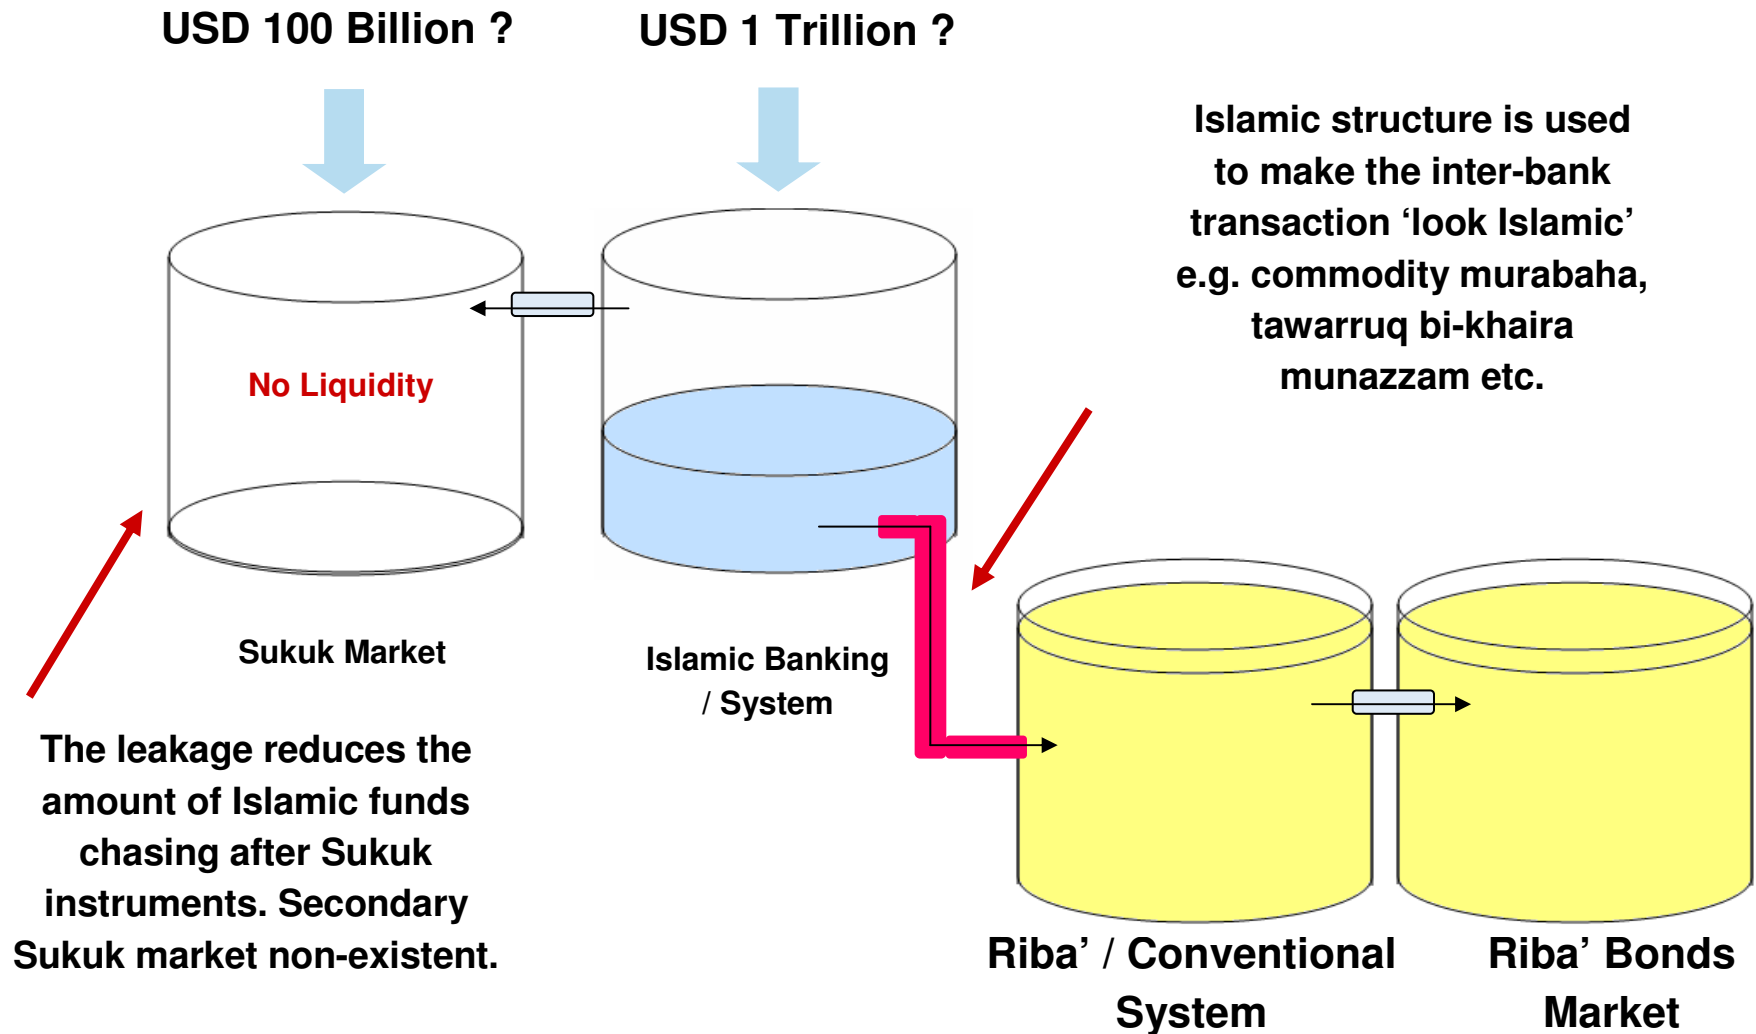 USD 100 Billion ?
USD 1 Trillion ?
Islamic structure is used
to make the inter-bank
transaction ‘look Islamic’
e.g. commodity murabaha,
tawarruq bi-khaira
munazzam etc.
No Liquidity
Sukuk Market
Islamic Banking
/ System
The leakage reduces the
amount of Islamic funds
chasing after Sukuk
instruments. Secondary
Sukuk market non-existent.
Riba’ / Conventional
System
Riba’ Bonds
Market